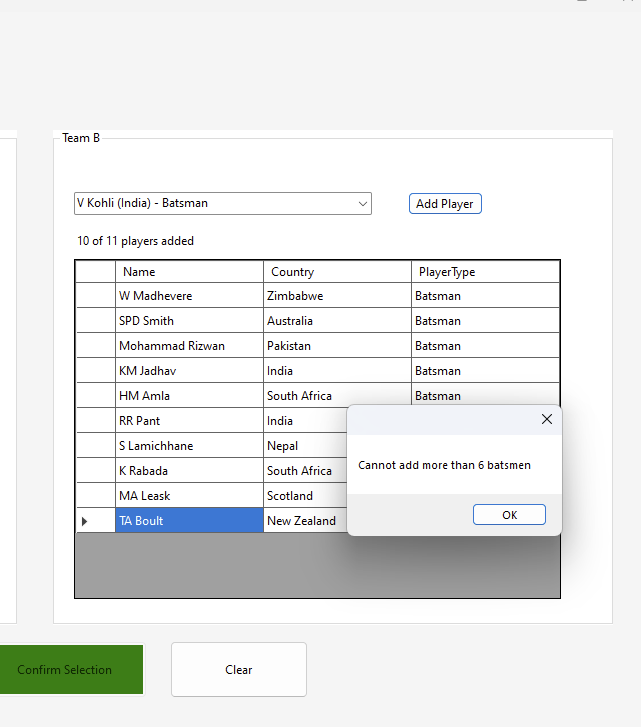 Team B
V Kohli (India) - Batsman Add Player
10 of 11 players added
Name Country PlayerType
W Madhevere Zimbabwe Batsman
SPD Smith Australia Batsman
Mohammad Rizwan Pakistan Batsman
KM Jadhav India Batsman
HM Amla South Africa Batsman
RR Pant India
S Lamichhane Nepal
K Rabada South Africa
MA Leask Scotland
TA Boult New Zealand
Cannot add more than 6 batsmen
OK
Confirm Selection Clear